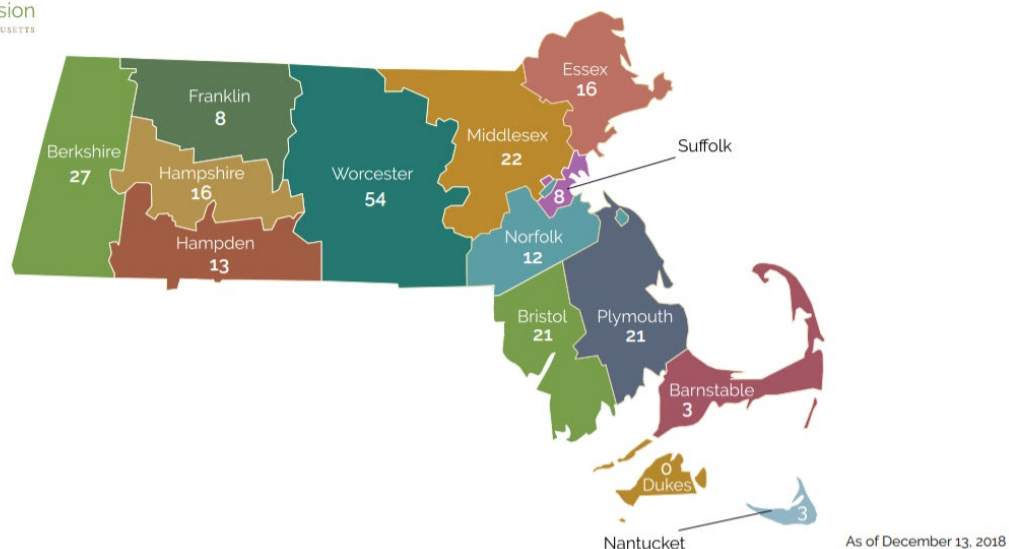 sion
USETTS
Essex
16
Franklin
8
Middlesex
22
Suffolk
Berkshire
27
Hampshire
16
Worcester
54
8
Hampden
13
Norfolk
12
Bristol
21
Plymouth
21
Barnstable
3
0
Dukes
3
Nantucket
As of December 13, 2018